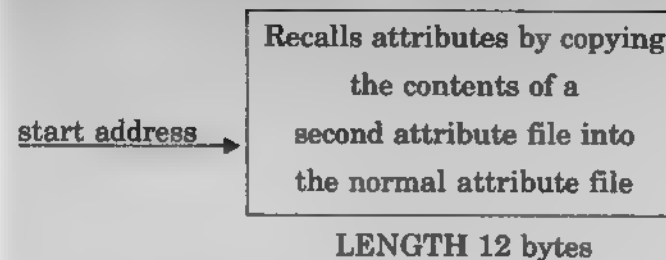 Recalls attributes by copying
the contents of a
start address
second attribute file into
the normal attribute file
LENGTH 12 bytes